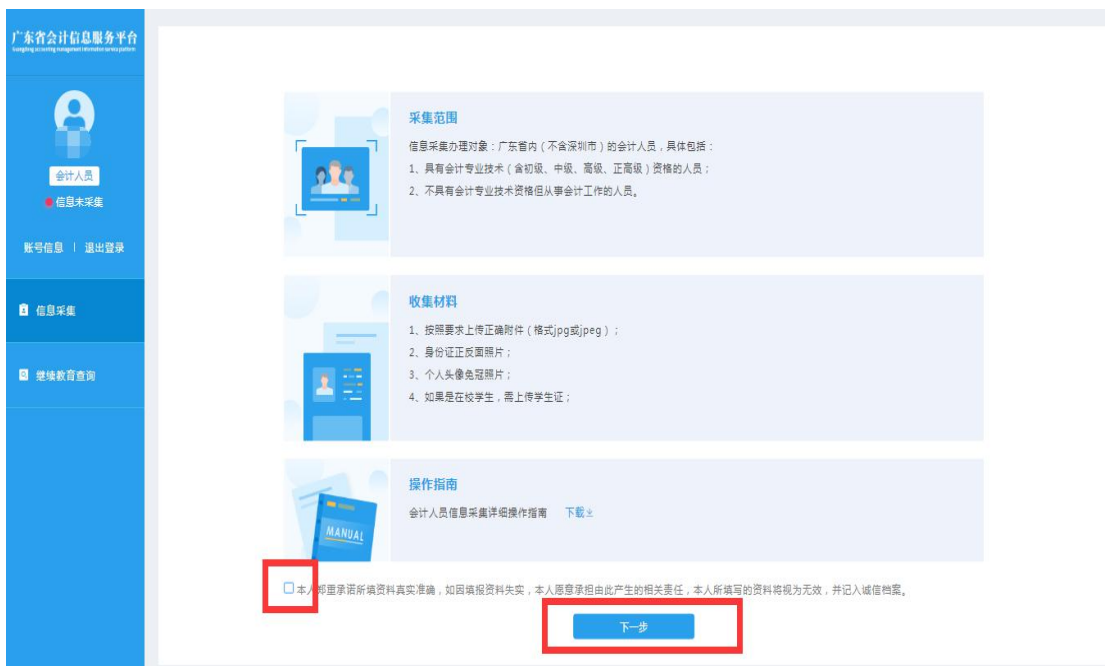 广东省会计信息服务平台
会计人员
信息未采集
账号信息 | 退出登录
信息采集
继续教育查询
采集范围
信息采集办理对象：广东省内（不含深圳市）的会计人员，具体包括：
1、具有会计专业技术（含初级、中级、高级、正高级）资格的人员；
2、不具有会计专业技术资格但从事会计工作的人员。
收集材料
1、按照要求上传正确附件（格式jpg或jpeg）；
2、身份证正反面照片；
3、个人头像免冠照片；
4、如果是在校学生，需上传学生证；
操作指南
会计人员信息采集详细操作指南 下载
MANUAL
本人郑重承诺所填资料真实准确，如因填报资料失实，本人愿意承担由此产生的相关责任，本人所填写的资料将视为无效，并记入诚信档案。
下一步